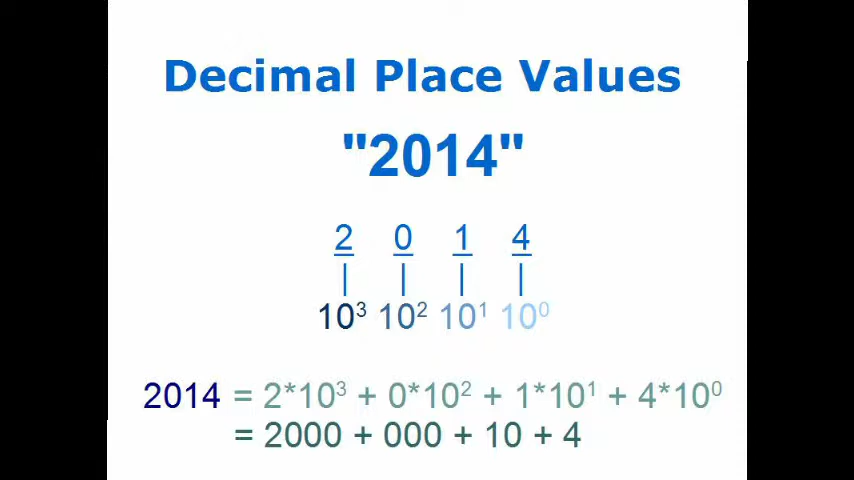 Decimal Place Values
"2014"
2 0 1 4
| | | |
10³ 10² 10¹ 10⁰
2014 = 2*10³ + 0*10² + 1*10¹ + 4*10⁰
= 2000 + 000 + 10 + 4